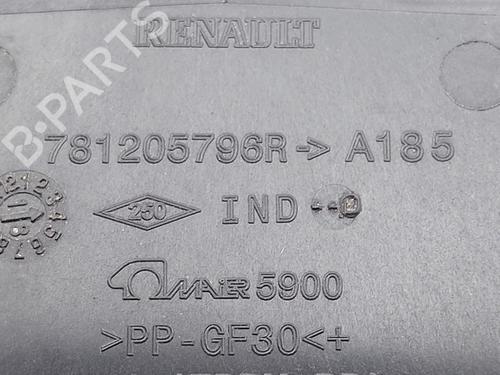 RENAULT
781205796R-> A185
250 IND
MAIER 5900
>PP-GF30<+
B-PARTS